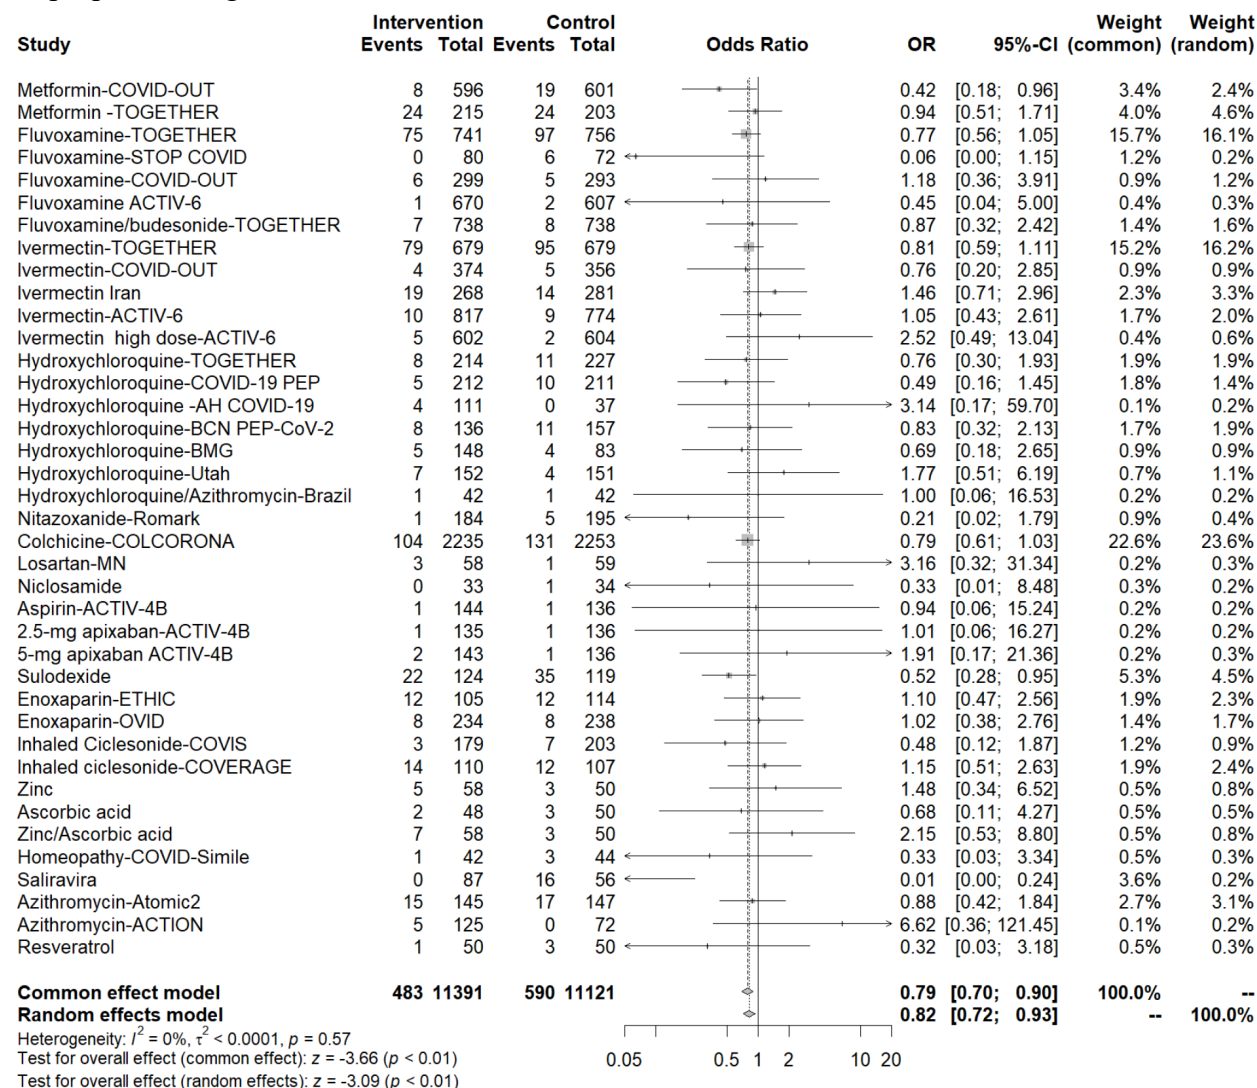 Intervention Control Weight Weight
Study Events Total Events Total Odds Ratio OR 95%-CI (common) (random)
Metformin-COVID-OUT 8 596 19 601 0.42 [0.18; 0.96] 3.4% 2.4%
Metformin -TOGETHER 24 215 24 203 0.94 [0.51; 1.71] 4.0% 4.6%
Fluvoxamine-TOGETHER 75 741 97 756 0.77 [0.56; 1.05] 15.7% 16.1%
Fluvoxamine-STOP COVID 0 80 6 72 0.06 [0.00; 1.15] 1.2% 0.2%
Fluvoxamine-COVID-OUT 6 299 5 293 1.18 [0.36; 3.91] 0.9% 1.2%
Fluvoxamine ACTIV-6 1 670 2 607 0.45 [0.04; 5.00] 0.4% 0.3%
Fluvoxamine/budesonide-TOGETHER 7 738 8 738 0.87 [0.32; 2.42] 1.4% 1.6%
Ivermectin-TOGETHER 79 679 95 679 0.81 [0.59; 1.11] 15.2% 16.2%
Ivermectin-COVID-OUT 4 374 5 356 0.76 [0.20; 2.85] 0.9% 0.9%
Ivermectin Iran 19 268 14 281 1.46 [0.71; 2.96] 2.3% 3.3%
Ivermectin-ACTIV-6 10 817 9 774 1.05 [0.43; 2.61] 1.7% 2.0%
Ivermectin high dose-ACTIV-6 5 602 2 604 2.52 [0.49; 13.04] 0.4% 0.6%
Hydroxychloroquine-TOGETHER 8 214 11 227 0.76 [0.30; 1.93] 1.9% 1.9%
Hydroxychloroquine-COVID-19 PEP 5 212 10 211 0.49 [0.16; 1.45] 1.8% 1.4%
Hydroxychloroquine -AH COVID-19 4 111 0 37 3.14 [0.17; 59.70] 0.1% 0.2%
Hydroxychloroquine-BCN PEP-CoV-2 8 136 11 157 0.83 [0.32; 2.13] 1.7% 1.9%
Hydroxychloroquine-BMG 5 148 4 83 0.69 [0.18; 2.65] 0.9% 0.9%
Hydroxychloroquine-Utah 7 152 4 151 1.77 [0.51; 6.19] 0.7% 1.1%
Hydroxychloroquine/Azithromycin-Brazil 1 42 1 42 1.00 [0.06; 16.53] 0.2% 0.2%
Nitazoxanide-Romark 1 184 5 195 0.21 [0.02; 1.79] 0.9% 0.4%
Colchicine-COLCORONA 104 2235 131 2253 0.79 [0.61; 1.03] 22.6% 23.6%
Losartan-MN 3 58 1 59 3.16 [0.32; 31.34] 0.2% 0.3%
Niclosamide 0 33 1 34 0.33 [0.01; 8.48] 0.3% 0.2%
Aspirin-ACTIV-4B 1 144 1 136 0.94 [0.06; 15.24] 0.2% 0.2%
2.5-mg apixaban-ACTIV-4B 1 135 1 136 1.01 [0.06; 16.27] 0.2% 0.2%
5-mg apixaban ACTIV-4B 2 143 1 136 1.91 [0.17; 21.36] 0.2% 0.3%
Sulodexide 22 124 35 119 0.52 [0.28; 0.95] 5.3% 4.5%
Enoxaparin-ETHIC 12 105 12 114 1.10 [0.47; 2.56] 1.9% 2.3%
Enoxaparin-OVID 8 234 8 238 1.02 [0.38; 2.76] 1.4% 1.7%
Inhaled Ciclesonide-COVIS 3 179 7 203 0.48 [0.12; 1.87] 1.2% 0.9%
Inhaled ciclesonide-COVERAGE 14 110 12 107 1.15 [0.51; 2.63] 1.9% 2.4%
Zinc 5 58 3 50 1.48 [0.34; 6.52] 0.5% 0.8%
Ascorbic acid 2 48 3 50 0.68 [0.11; 4.27] 0.5% 0.5%
Zinc/Ascorbic acid 7 58 3 50 2.15 [0.53; 8.80] 0.5% 0.8%
Homeopathy-COVID-Simile 1 42 3 44 0.33 [0.03; 3.34] 0.5% 0.3%
Saliravira 0 87 16 56 0.01 [0.00; 0.24] 3.6% 0.2%
Azithromycin-Atomic2 15 145 17 147 0.88 [0.42; 1.84] 2.7% 3.1%
Azithromycin-ACTION 5 125 0 72 6.62 [0.36; 121.45] 0.1% 0.2%
Resveratrol 1 50 3 50 0.32 [0.03; 3.18] 0.5% 0.3%
Common effect model 483 11391 590 11121 0.79 [0.70; 0.90] 100.0% --
Random effects model 0.82 [0.72; 0.93] -- 100.0%
Heterogeneity: I² = 0%, τ² < 0.0001, p = 0.57
Test for overall effect (common effect): z = -3.66 (p < 0.01)
0.05 0.5 1 2 10 20
Test for overall effect (random effects): z = -3.09 (p < 0.01)